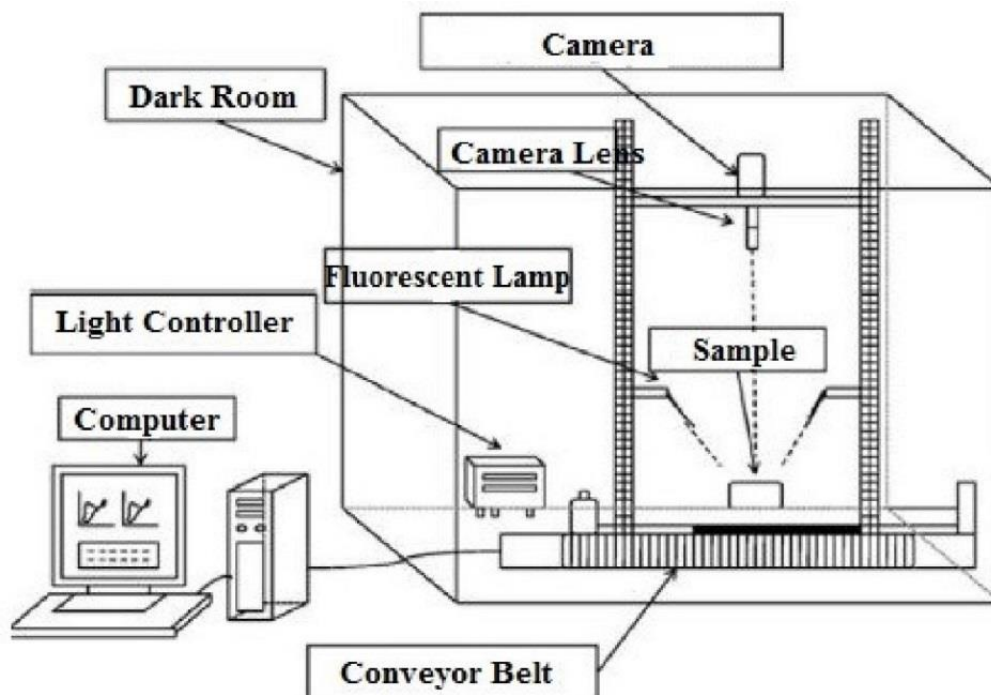 Camera
Dark Room
Camera Lens
Fluorescent Lamp
Light Controller
Sample
Computer
Conveyor Belt